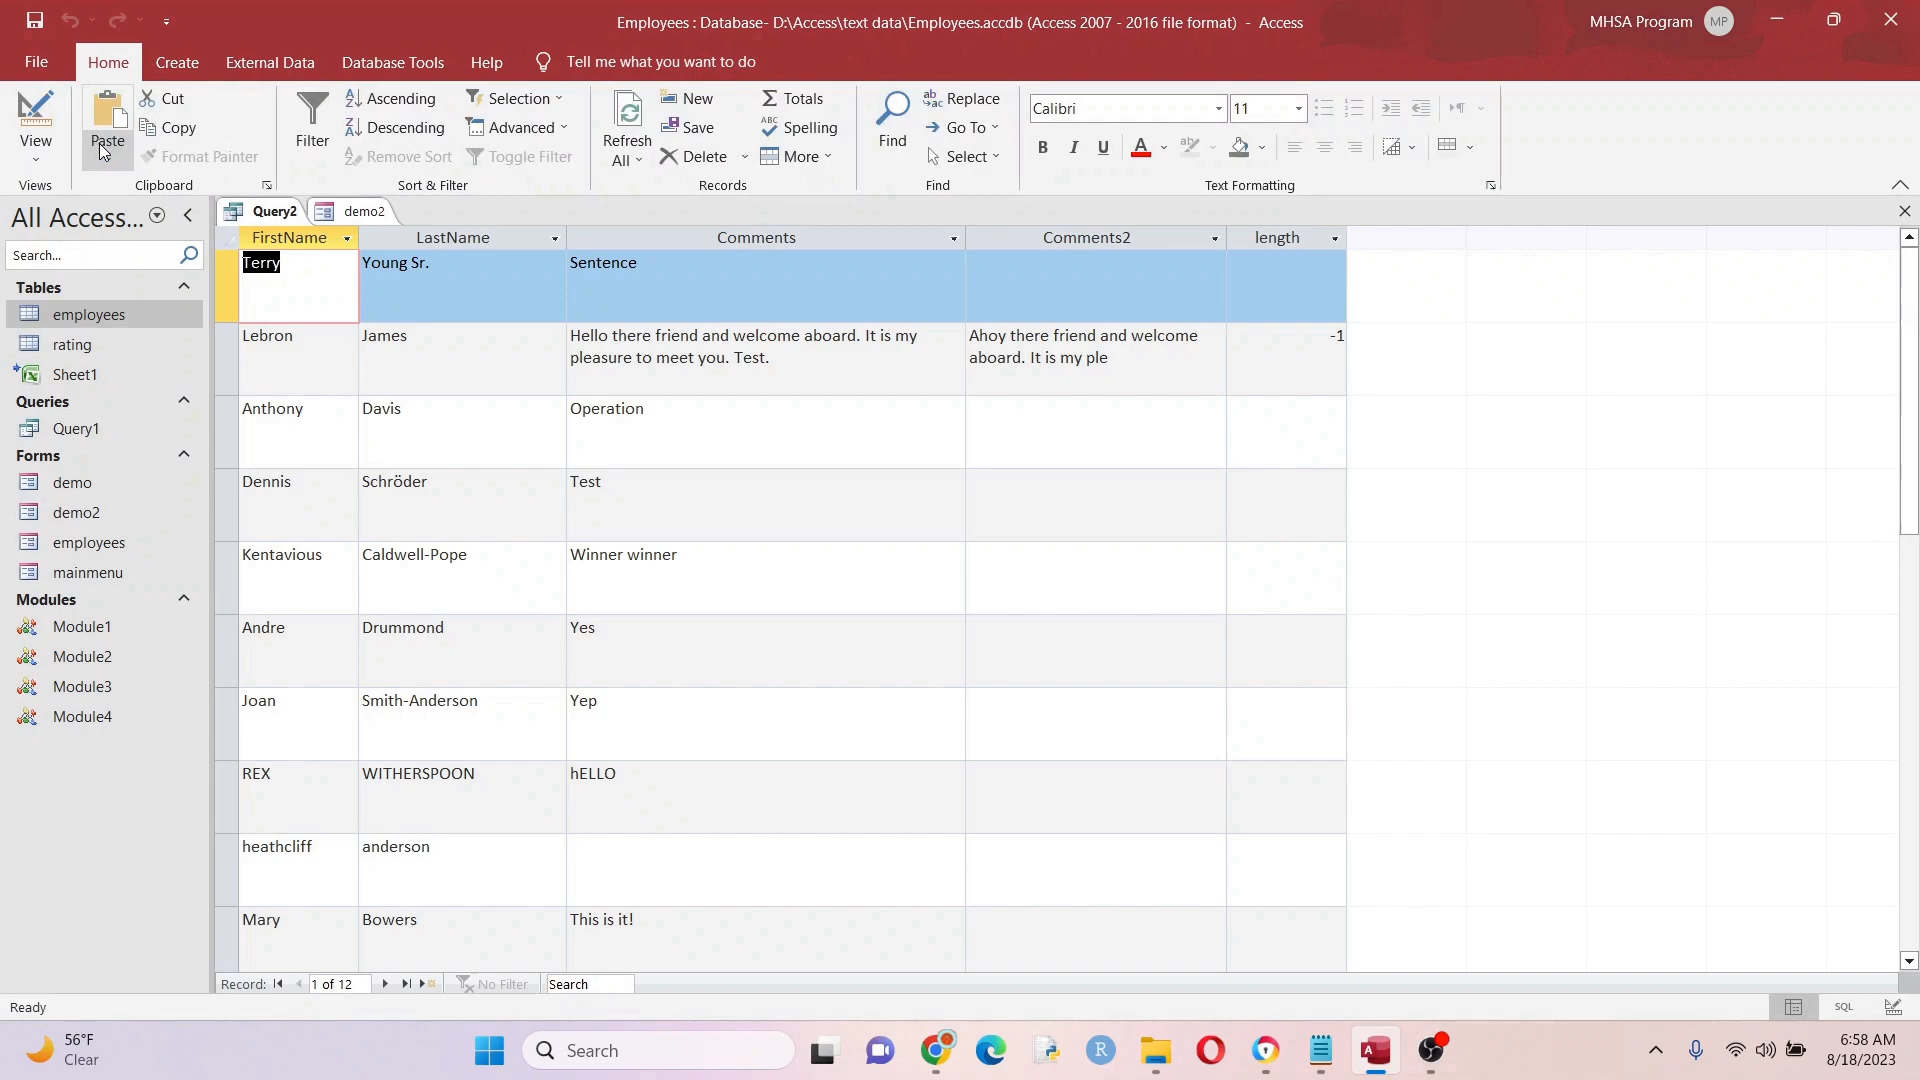 Employees : Database- D:\Access\text data\Employees.accdb (Access 2007 - 2016 file format) - Access
MHSA Program MP
File Home Create External Data Database Tools Help Tell me what you want to do
View
Views
Paste
Cut
Copy
Format Painter
Clipboard
Filter
Ascending
Descending
Remove Sort
Selection
Advanced
Toggle Filter
Sort & Filter
Refresh
All
New
Save
Delete
Totals
Spelling
More
Records
Find
Replace
Go To
Select
Find
Calibri 11
B I U A
Text Formatting
All Access...
Search...
Tables
employees
rating
Sheet1
Queries
Query1
Forms
demo
demo2
employees
mainmenu
Modules
Module1
Module2
Module3
Module4
Query2 demo2
FirstName LastName Comments Comments2 length
Terry Young Sr. Sentence
Lebron James Hello there friend and welcome aboard. It is my Ahoy there friend and welcome -1
pleasure to meet you. Test. aboard. It is my ple
Anthony Davis Operation
Dennis Schröder Test
Kentavious Caldwell-Pope Winner winner
Andre Drummond Yes
Joan Smith-Anderson Yep
REX WITHERSPOON hELLO
heathcliff anderson
Mary Bowers This is it!
Record: 1 of 12 No Filter Search
Ready SQL
56°F
Clear
Search
6:58 AM
8/18/2023